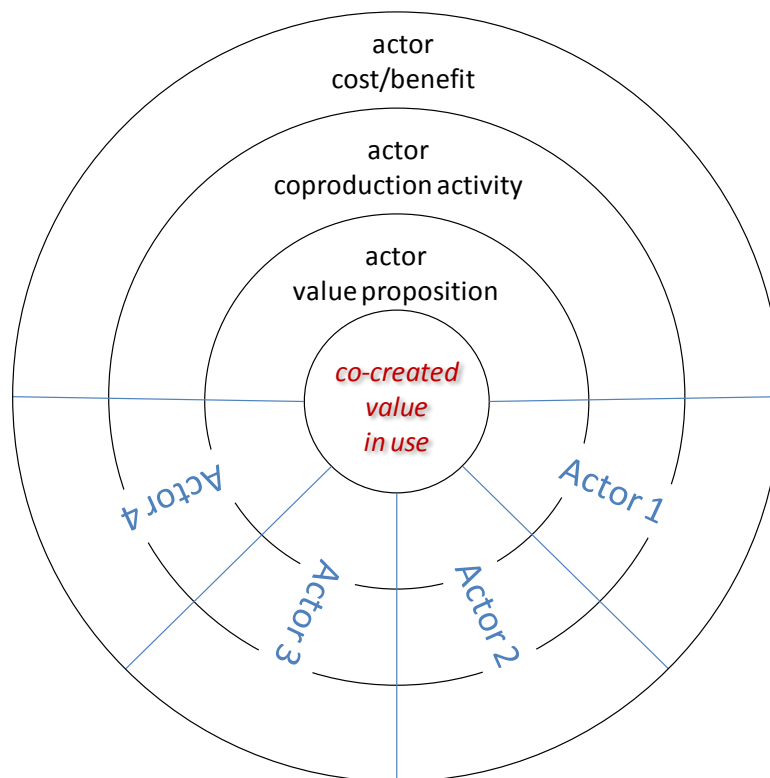 actor
cost/benefit
actor
coproduction activity
actor
value proposition
co-created
value
in use
Actor 4
Actor 3
Actor 2
Actor 1